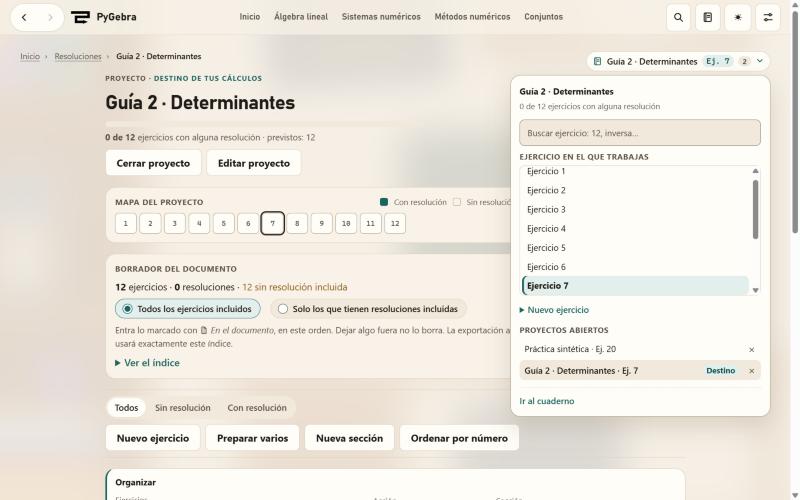 PyGebra
Inicio Álgebra lineal Sistemas numéricos Métodos numéricos Conjuntos
Inicio › Resoluciones › Guía 2 · Determinantes
Guía 2 · Determinantes Ej. 7 2
PROYECTO · DESTINO DE TUS CÁLCULOS
Guía 2 · Determinantes
0 de 12 ejercicios con alguna resolución · previstos: 12
Cerrar proyecto Editar proyecto
MAPA DEL PROYECTO Con resolución Sin resolució
1 2 3 4 5 6 7 8 9 10 11 12
BORRADOR DEL DOCUMENTO
12 ejercicios · 0 resoluciones · 12 sin resolución incluida
Todos los ejercicios incluidos Solo los que tienen resoluciones incluidas
Entra lo marcado con En el documento, en este orden. Dejar algo fuera no lo borra. La exportación a
usará exactamente este índice.
Ver el índice
Todos Sin resolución Con resolución
Nuevo ejercicio Preparar varios Nueva sección Ordenar por número
Organizar
Guía 2 · Determinantes
0 de 12 ejercicios con alguna resolución
Buscar ejercicio: 12, inversa…
EJERCICIO EN EL QUE TRABAJAS
Ejercicio 1
Ejercicio 2
Ejercicio 3
Ejercicio 4
Ejercicio 5
Ejercicio 6
Ejercicio 7
Nuevo ejercicio
PROYECTOS ABIERTOS
Práctica sintética · Ej. 20 ×
Guía 2 · Determinantes · Ej. 7 Destino ×
Ir al cuaderno